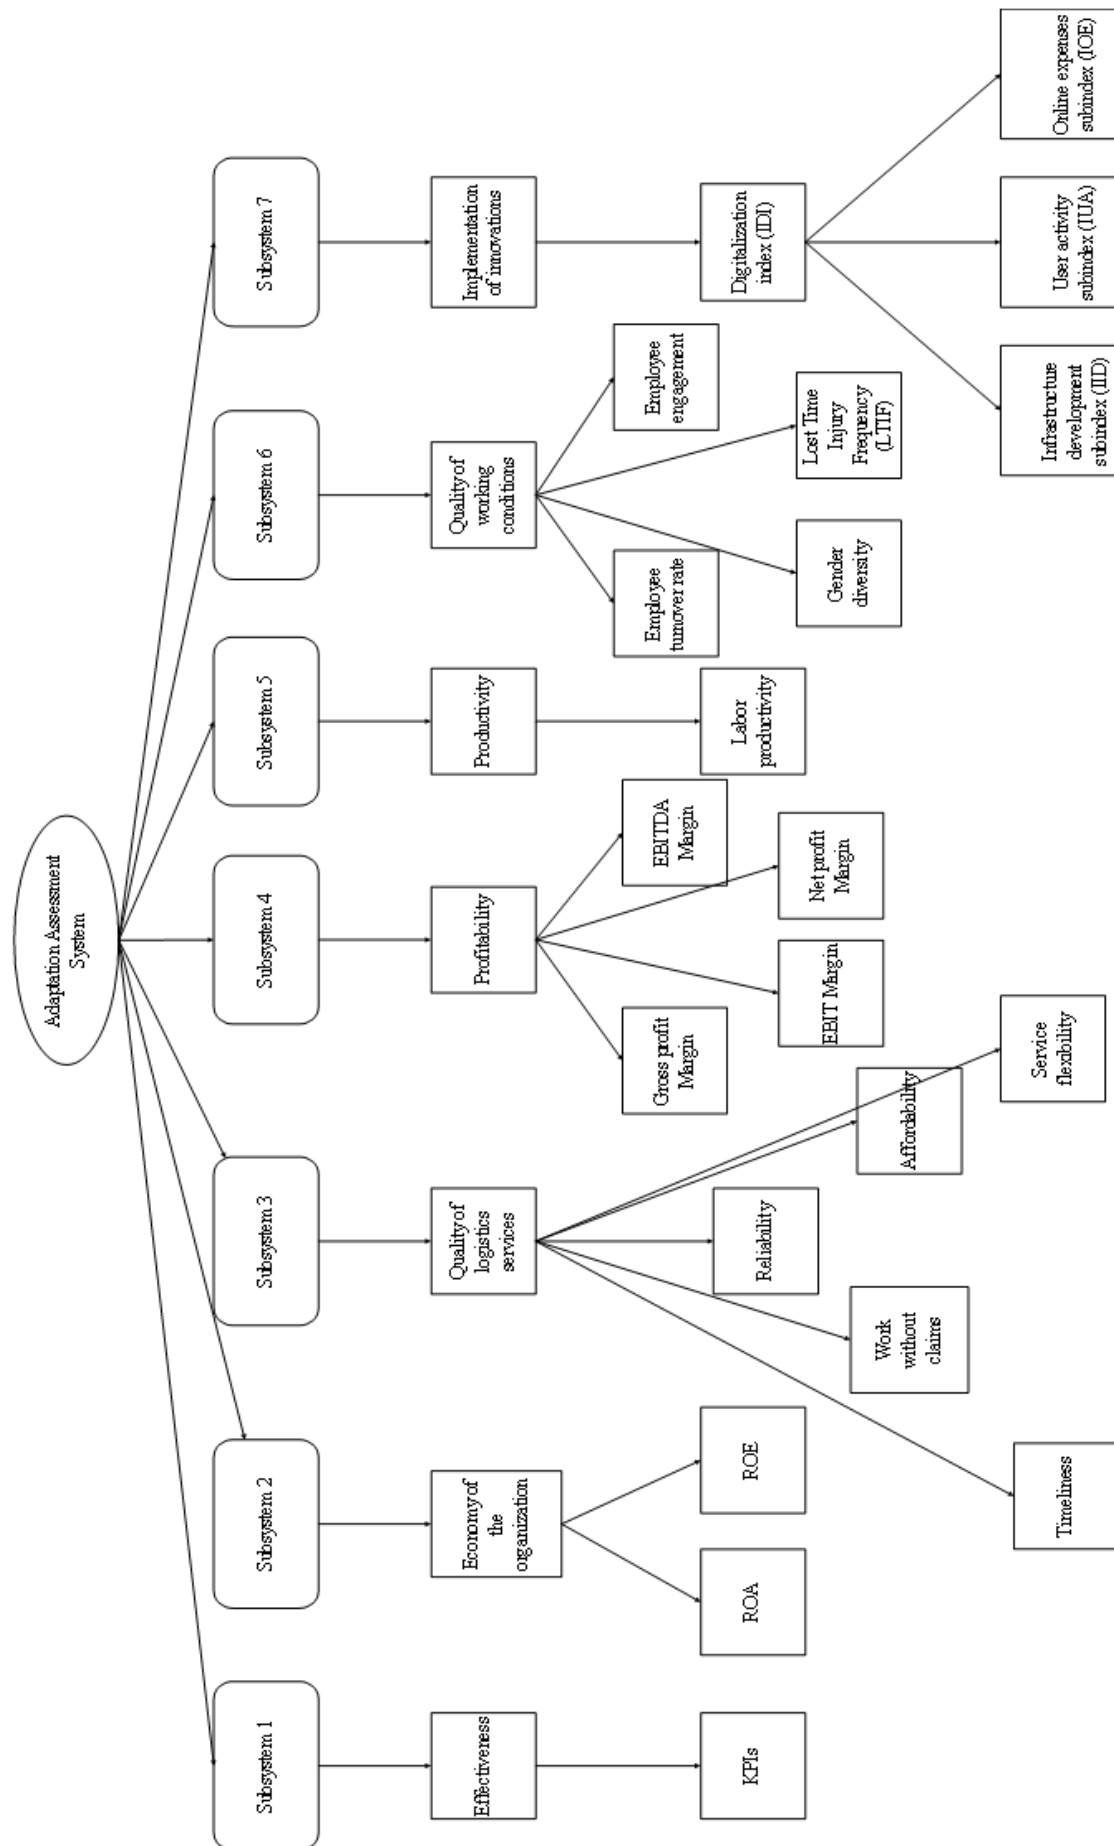 Adaptation Assessment
System
Subsystem 1
Subsystem 2
Subsystem 3
Subsystem 4
Subsystem 5
Subsystem 6
Subsystem 7
Effectiveness
Economy of
the
organization
Quality of
logistics
services
Profitability
Productivity
Quality of
working
conditions
Implementation
of innovations
KPIs
ROA
ROE
Timeliness
Work
without
claims
Reliability
Affordability
Service
flexibility
Gross profit
Margin
EBIT Margin
Net profit
Margin
EBITDA
Margin
Labor
productivity
Employee
turnover rate
Gender
diversity
Lost Time
Injury
Frequency
(LTIF)
Employee
engagement
Digitalization
index (IDI)
Infrastructure
development
subindex (IID)
User activity
subindex (IUA)
Online expenses
subindex (IOE)